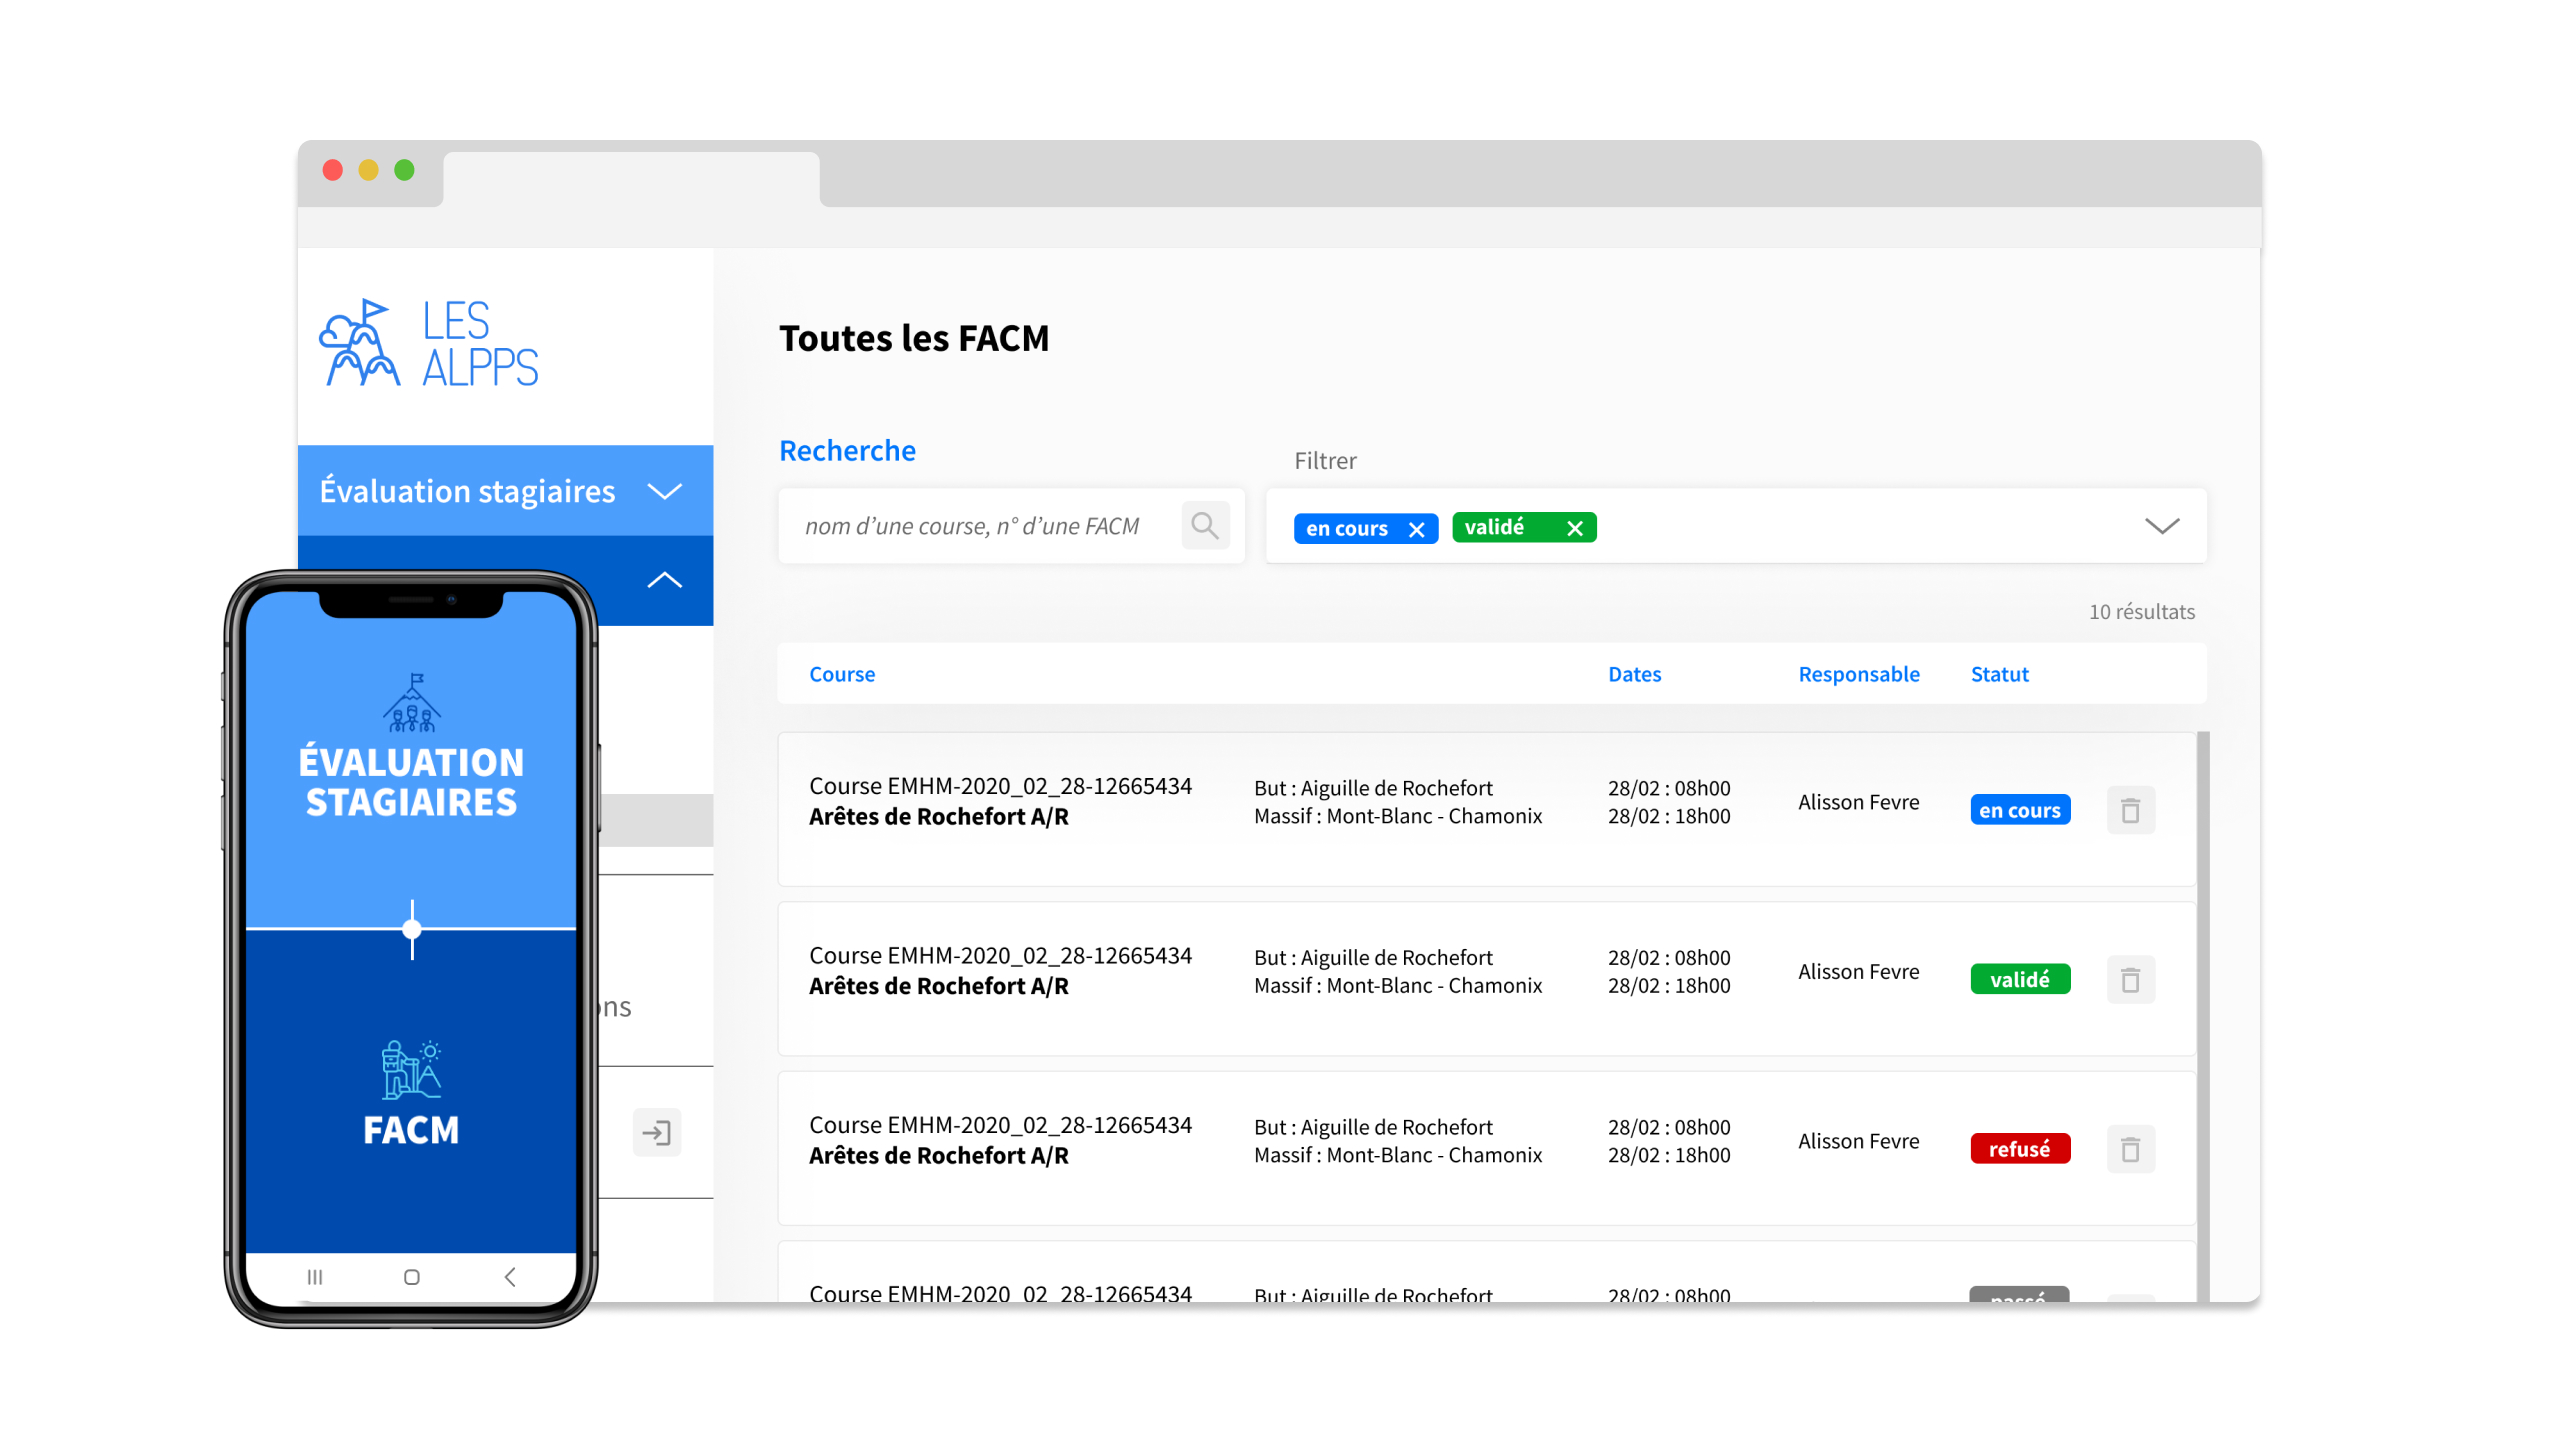 LES
ALPPS
Évaluation stagiaires
Toutes les FACM
Recherche
Filtrer
nom d’une course, n° d’une FACM
en cours
validé
10 résultats
Course Dates Responsable Statut
Course EMHM-2020_02_28-12665434
Arêtes de Rochefort A/R
But : Aiguille de Rochefort
Massif : Mont-Blanc - Chamonix
28/02 : 08h00
28/02 : 18h00
Alisson Fevre
en cours
Course EMHM-2020_02_28-12665434
Arêtes de Rochefort A/R
But : Aiguille de Rochefort
Massif : Mont-Blanc - Chamonix
28/02 : 08h00
28/02 : 18h00
Alisson Fevre
validé
Course EMHM-2020_02_28-12665434
Arêtes de Rochefort A/R
But : Aiguille de Rochefort
Massif : Mont-Blanc - Chamonix
28/02 : 08h00
28/02 : 18h00
Alisson Fevre
refusé
Course EMHM-2020_02_28-12665434
But : Aiguille de Rochefort
28/02 : 08h00
passé
ÉVALUATION
STAGIAIRES
FACM